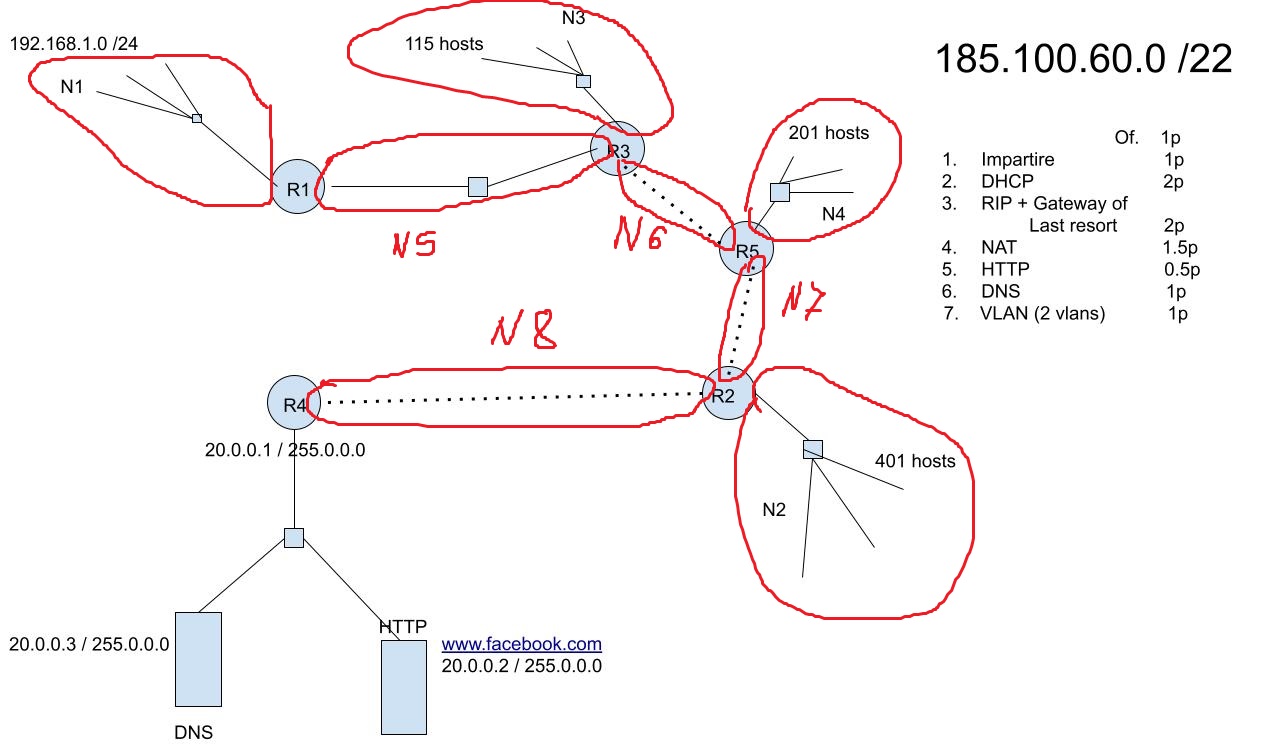 N3
192.168.1.0 /24
115 hosts
N1
185.100.60.0 /22
201 hosts
N4
Of. 1p
1. Impartire 1p
2. DHCP 2p
3. RIP + Gateway of
Last resort 2p
4. NAT 1.5p
5. HTTP 0.5p
6. DNS 1p
7. VLAN (2 vlans) 1p
R3
R1
N5
N6
R5
N7
N8
R4
R2
20.0.0.1 / 255.0.0.0
401 hosts
N2
HTTP
20.0.0.3 / 255.0.0.0
www.facebook.com
20.0.0.2 / 255.0.0.0
DNS